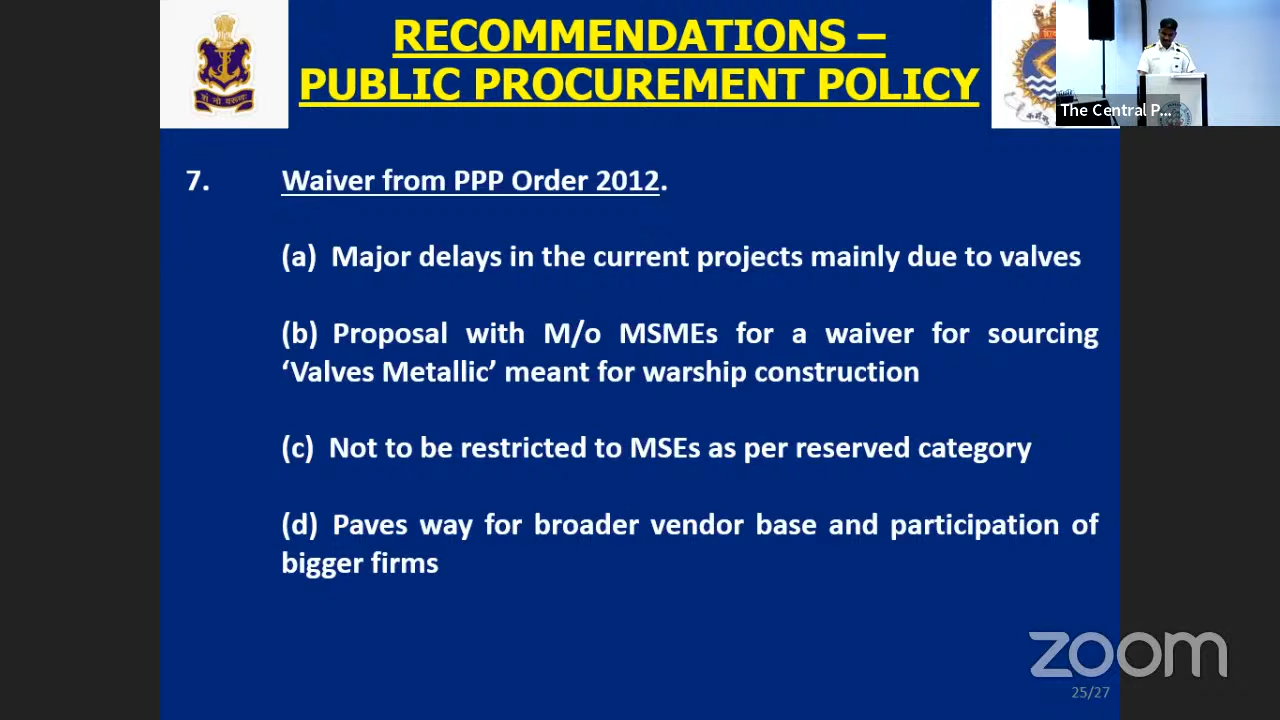 RECOMMENDATIONS –
PUBLIC PROCUREMENT POLICY
The Central P...
7. Waiver from PPP Order 2012.
(a) Major delays in the current projects mainly due to valves
(b) Proposal with M/o MSMEs for a waiver for sourcing
‘Valves Metallic’ meant for warship construction
(c) Not to be restricted to MSEs as per reserved category
(d) Paves way for broader vendor base and participation of
bigger firms
zoom
25/27